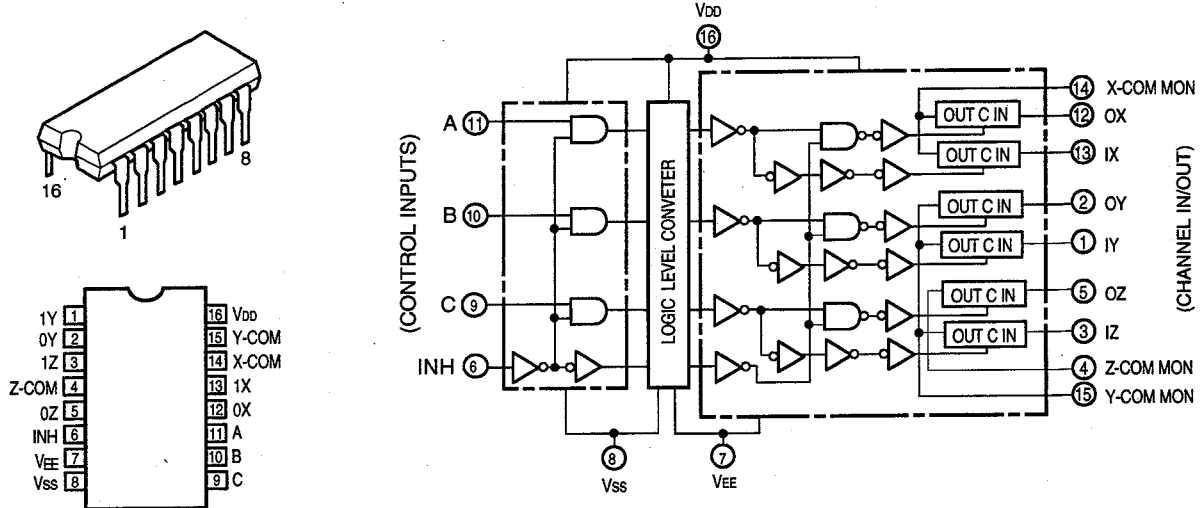 16
8
1
1Y 1
0Y 2
1Z 3
Z-COM 4
0Z 5
INH 6
VEE 7
VSS 8
16 VDD
15 Y-COM
14 X-COM
13 1X
12 0X
11 A
10 B
9 C
VDD
16
(CONTROL INPUTS)
A 11
B 10
C 9
INH 6
LOGIC LEVEL CONVETER
OUT C IN
OUT C IN
OUT C IN
OUT C IN
OUT C IN
OUT C IN
14 X-COM MON
12 OX
13 IX
2 OY
1 IY
5 OZ
3 IZ
4 Z-COM MON
15 Y-COM MON
(CHANNEL IN/OUT)
8
VSS
7
VEE